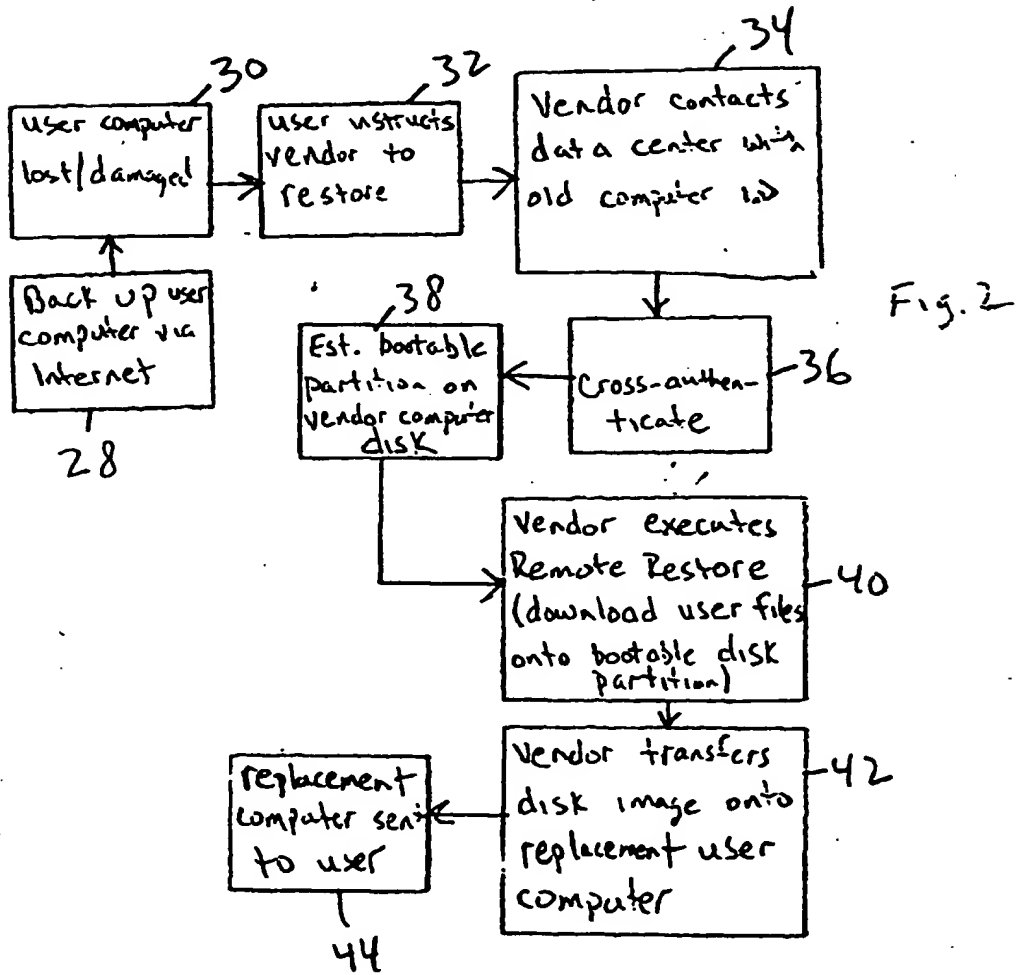 30
user computer
lost/damaged
32
user instructs
vendor to
restore
34
Vendor contacts
data center with
old computer I.D
Back up user
computer via
Internet
28
38
Est. bootable
partition on
vendor computer
disk
Cross-authen-
ticate
36
Fig. 2
Vendor executes
Remote Restore
(download user files
onto bootable disk
partition)
40
Vendor transfers
disk image onto
replacement user
computer
42
replacement
computer sent
to user
44